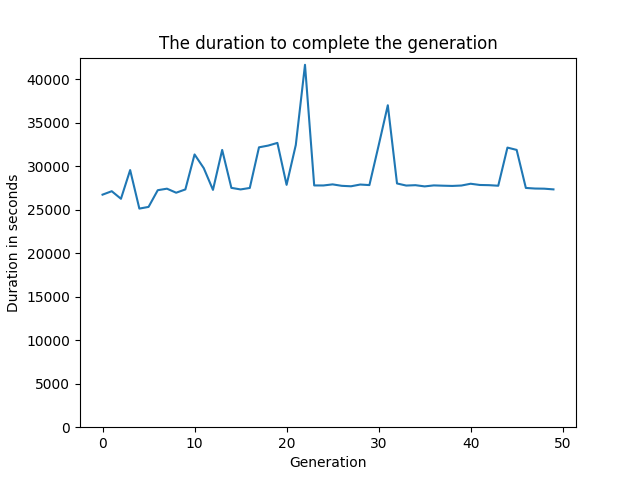 The duration to complete the generation
40000
35000
30000
25000
20000
15000
10000
5000
0
Duration in seconds
0 10 20 30 40 50
Generation